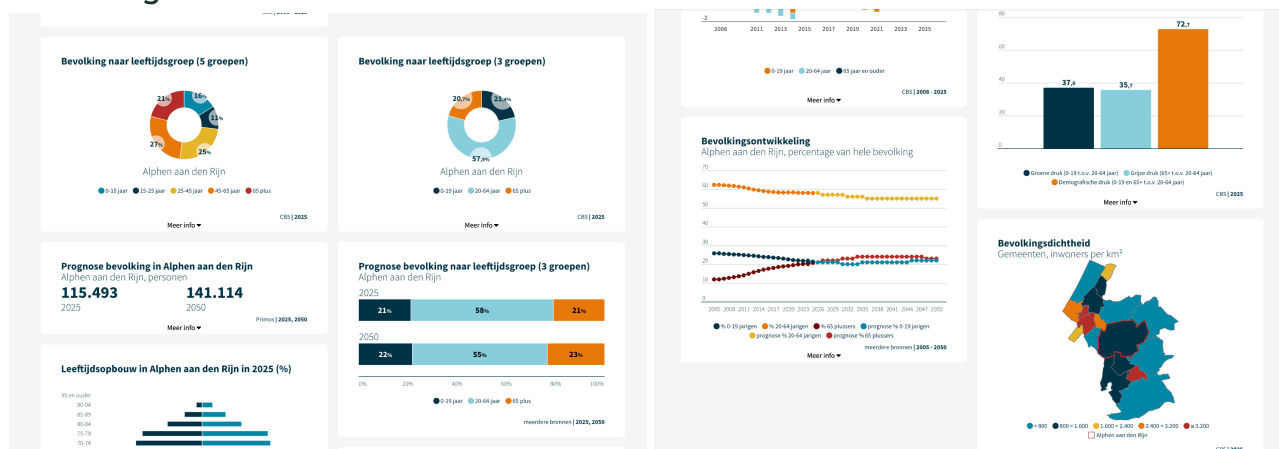 Bevolking naar leeftijdsgroep (5 groepen)
21%
16%
11%
27%
25%
Alphen aan den Rijn
0-15 jaar 15-25 jaar 25-45 jaar 45-65 jaar 65 plus
CBS | 2025
Meer info
Bevolking naar leeftijdsgroep (3 groepen)
20,7%
21,4%
57,9%
Alphen aan den Rijn
0-19 jaar 20-64 jaar 65 plus
CBS | 2025
Meer info
Prognose bevolking in Alphen aan den Rijn
Alphen aan den Rijn, personen
115.493 141.114
2025 2050
Primos | 2025, 2050
Meer info
Prognose bevolking naar leeftijdsgroep (3 groepen)
Alphen aan den Rijn
2025
21% 58% 21%
2050
22% 55% 23%
0% 20% 40% 60% 80% 100%
0-19 jaar 20-64 jaar 65 plus
meerdere bronnen | 2025, 2050
Leeftijdsopbouw in Alphen aan den Rijn in 2025 (%)
95 en ouder
90-94
85-89
80-84
75-79
70-74
-2
2008 2011 2013 2015 2017 2019 2021 2023 2025
0-19 jaar 20-64 jaar 65 jaar en ouder
CBS | 2008 - 2025
Meer info
Bevolkingsontwikkeling
Alphen aan den Rijn, percentage van hele bevolking
70
60
50
40
30
20
10
0
2005 2008 2011 2014 2017 2020 2023 2026 2029 2032 2035 2038 2041 2044 2047 2050
% 0-19 jarigen % 20-64 jarigen % 65 plussers prognose % 0-19 jarigen
prognose % 20-64 jarigen prognose % 65 plussers
meerdere bronnen | 2005 - 2050
Meer info
80
60
40
20
0
37,0
35,7
72,7
Groene druk (0-19 t.o.v. 20-64 jaar) Grijze druk (65+ t.o.v. 20-64 jaar)
Demografische druk (0-19 en 65+ t.o.v. 20-64 jaar)
CBS | 2025
Meer info
Bevolkingsdichtheid
Gemeenten, inwoners per km²
< 800 800 < 1.600 1.600 < 2.400 2.400 < 3.200 ≥ 3.200
Alphen aan den Rijn